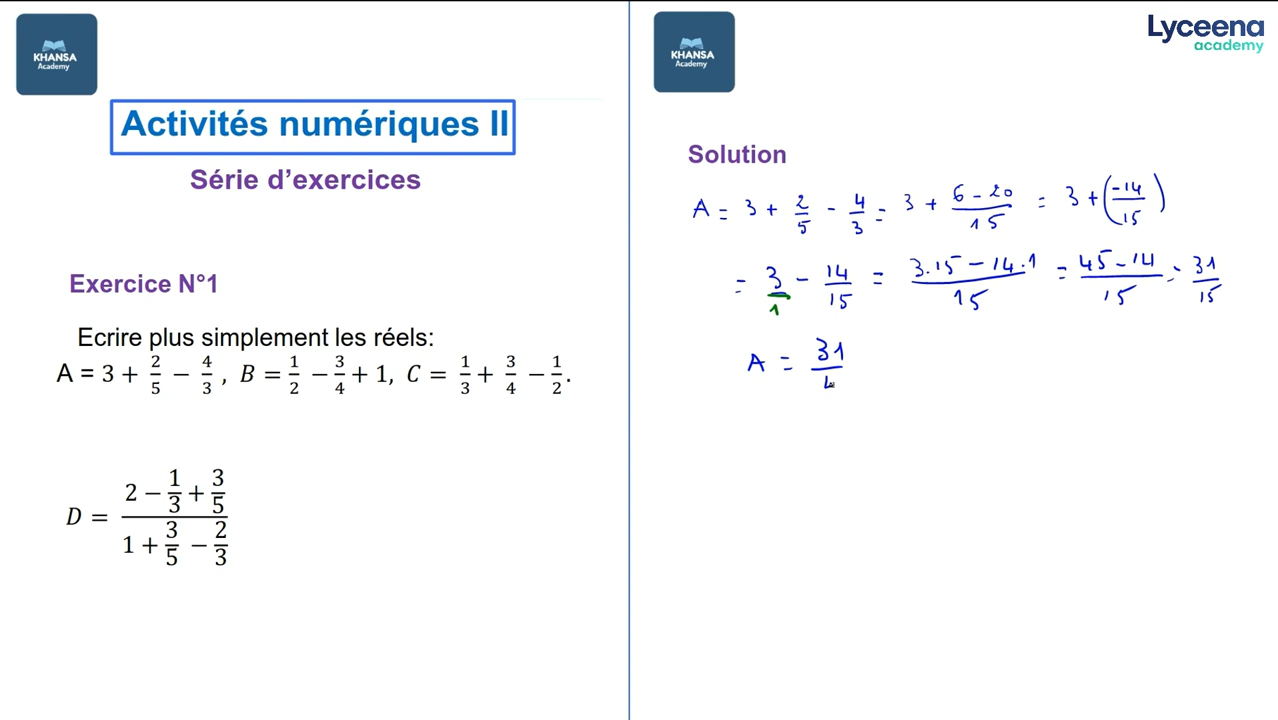 KHANSA
Academy
Activités numériques II
Série d’exercices
Exercice N°1
Ecrire plus simplement les réels:
A = 3 + 2/5 − 4/3 , B = 1/2 − 3/4 + 1, C = 1/3 + 3/4 − 1/2.
D = (2 − 1/3 + 3/5) / (1 + 3/5 − 2/3)
KHANSA
Academy
Lyceena
academy
Solution
A = 3 + 2/5 − 4/3 = 3 + (6 − 20)/15 = 3 + (−14/15)
= 3/1 − 14/15 = (3.15 − 14.1)/15 = (45 − 14)/15 = 31/15
A = 31/